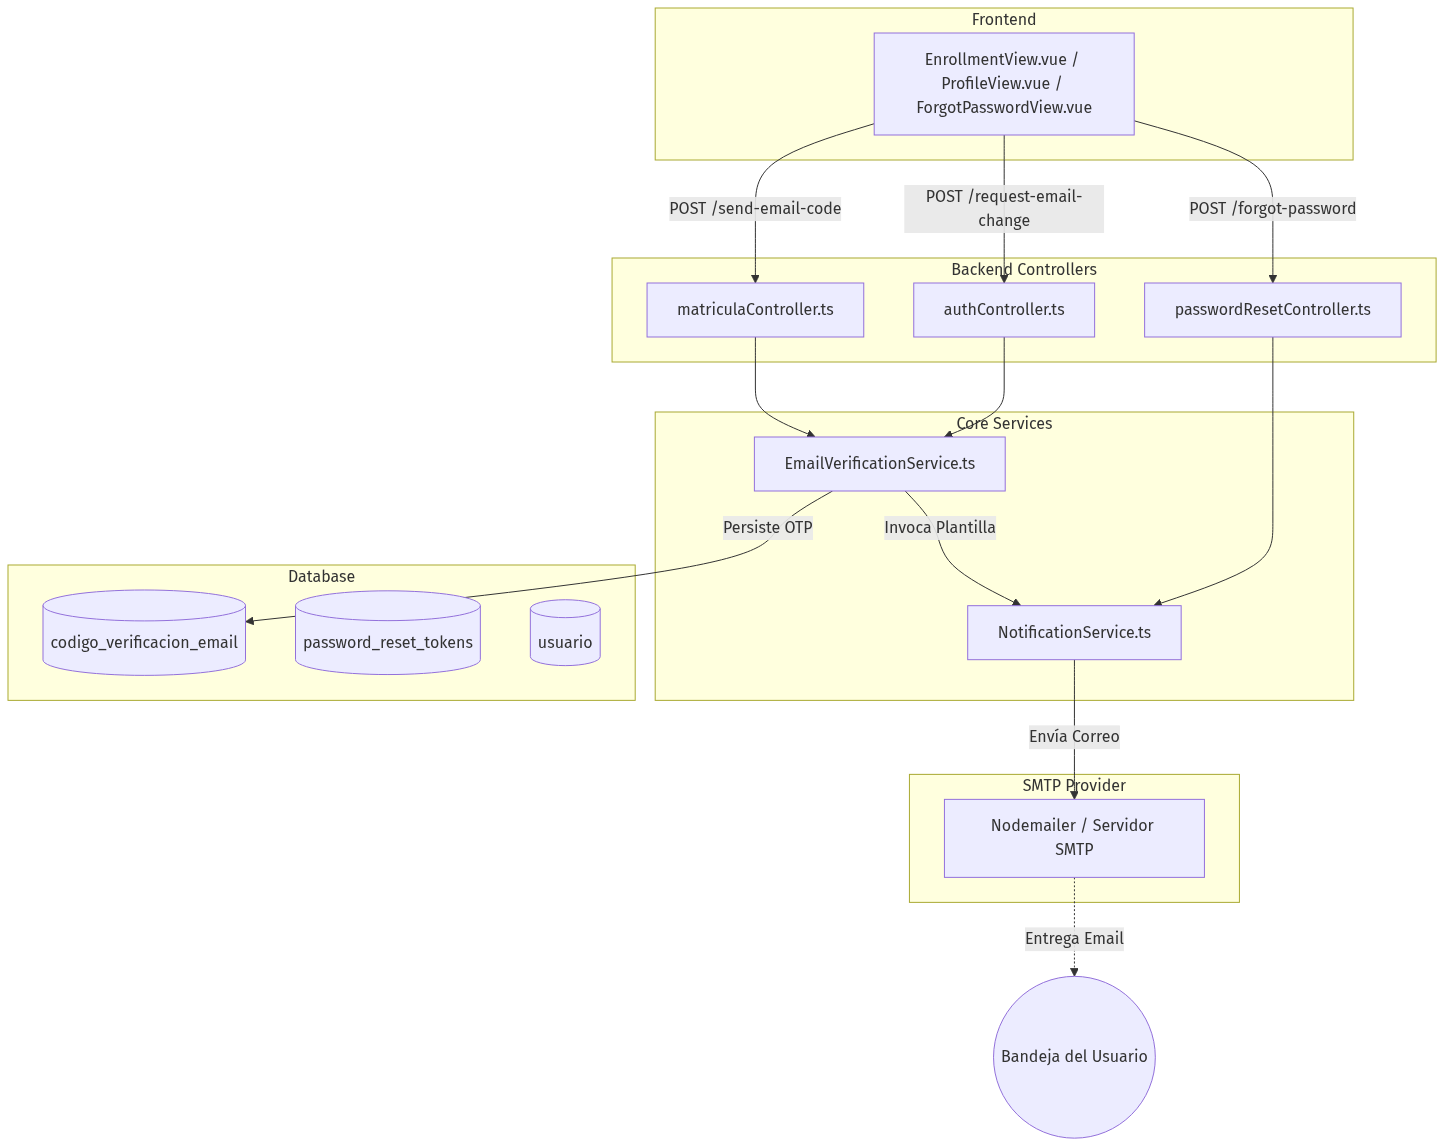 Frontend
EnrollmentView.vue /
ProfileView.vue /
ForgotPasswordView.vue
POST /send-email-code
POST /request-email-
change
POST /forgot-password
Backend Controllers
matriculaController.ts
authController.ts
passwordResetController.ts
Core Services
EmailVerificationService.ts
Persiste OTP
Invoca Plantilla
Database
codigo_verificacion_email
password_reset_tokens
usuario
NotificationService.ts
Envía Correo
SMTP Provider
Nodemailer / Servidor
SMTP
Entrega Email
Bandeja del Usuario